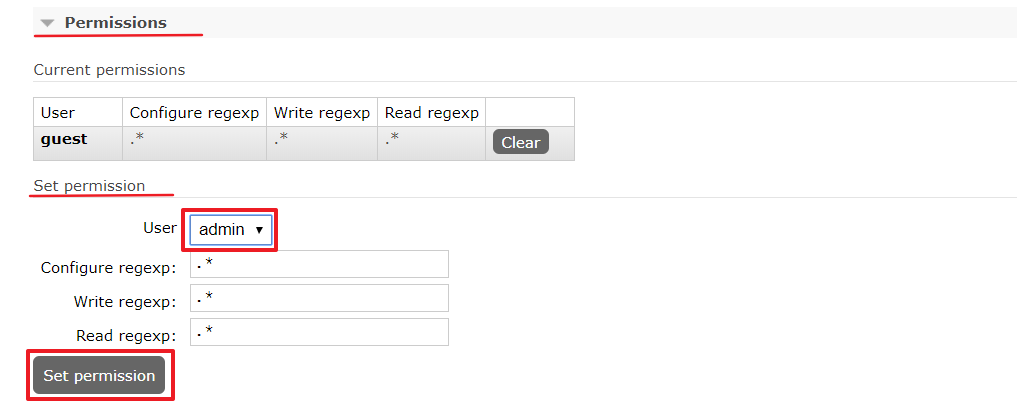 Permissions
Current permissions
User Configure regexp Write regexp Read regexp
guest .* .* .* Clear
Set permission
User admin
Configure regexp: .*
Write regexp: .*
Read regexp: .*
Set permission